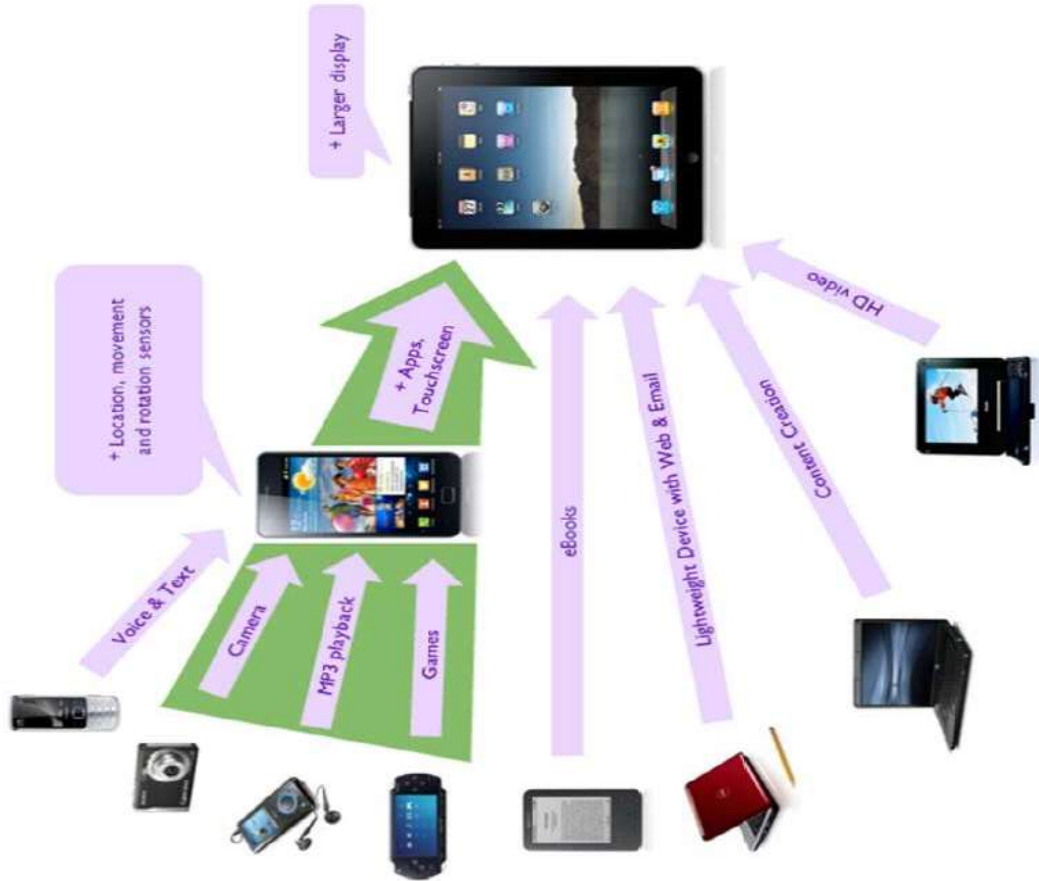 + Larger display
+ Location, movement
and rotation sensors
+ Apps,
Touchscreen
Voice & Text
Camera
MP3 playback
Games
eBooks
Lightweight Device with Web & Email
Content Creation
HD video